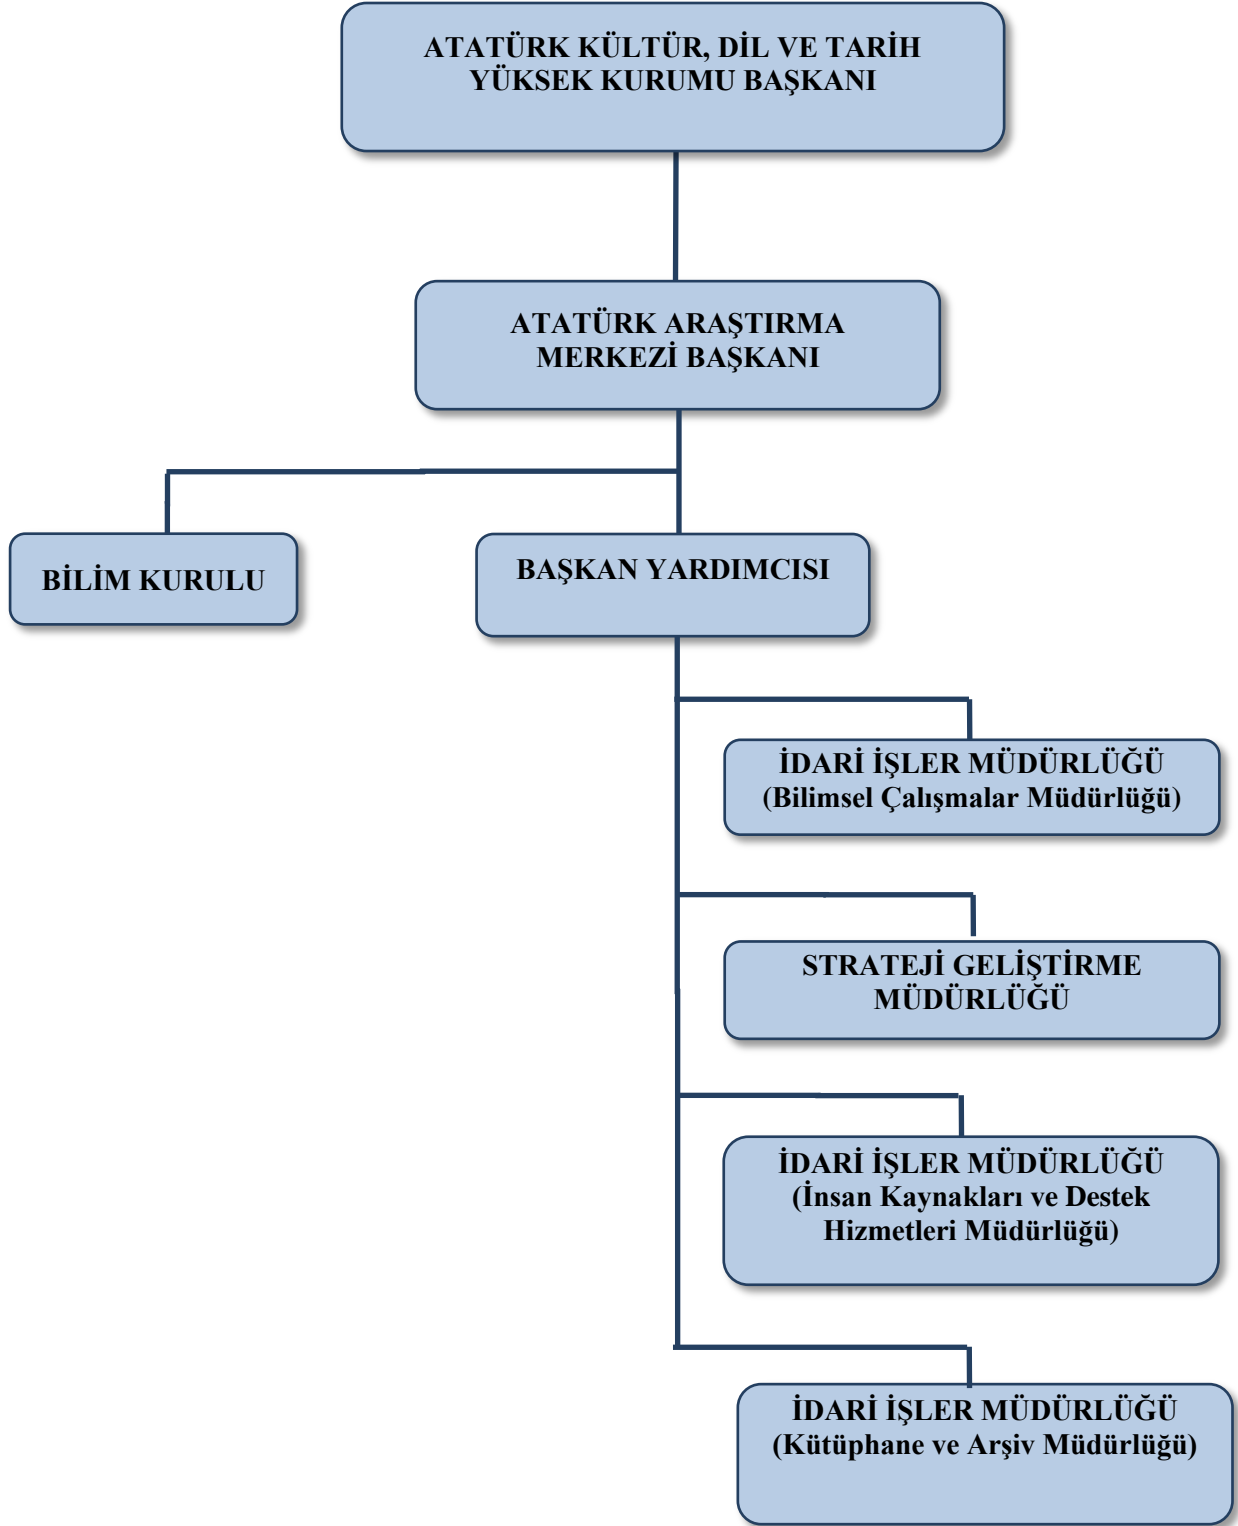 ATATÜRK KÜLTÜR, DİL VE TARİH
YÜKSEK KURUMU BAŞKANI
ATATÜRK ARAŞTIRMA
MERKEZİ BAŞKANI
BİLİM KURULU
BAŞKAN YARDIMCISI
İDARİ İŞLER MÜDÜRLÜĞÜ
(Bilimsel Çalışmalar Müdürlüğü)
STRATEJİ GELİŞTİRME
MÜDÜRLÜĞÜ
İDARİ İŞLER MÜDÜRLÜĞÜ
(İnsan Kaynakları ve Destek
Hizmetleri Müdürlüğü)
İDARİ İŞLER MÜDÜRLÜĞÜ
(Kütüphane ve Arşiv Müdürlüğü)